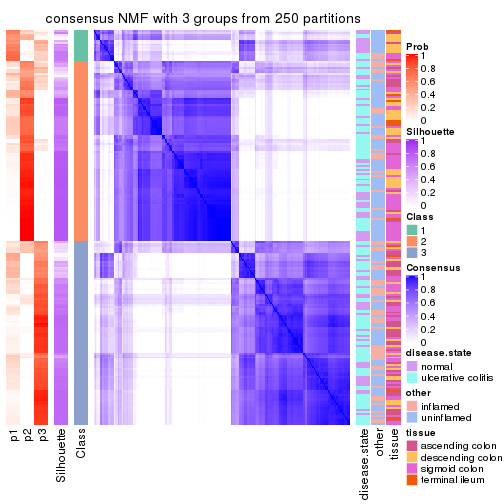 consensus NMF with 3 groups from 250 partitions
p1
p2
p3
Silhouette
Class
disease.state
other
tissue
Prob
1
0.8
0.6
0.4
0.2
0
Silhouette
1
0.8
0.6
0.4
0.2
0
Class
1
2
3
Consensus
1
0.8
0.6
0.4
0.2
0
disease.state
normal
ulcerative colitis
other
inflamed
uninflamed
tissue
ascending colon
descending colon
sigmoid colon
terminal ileum